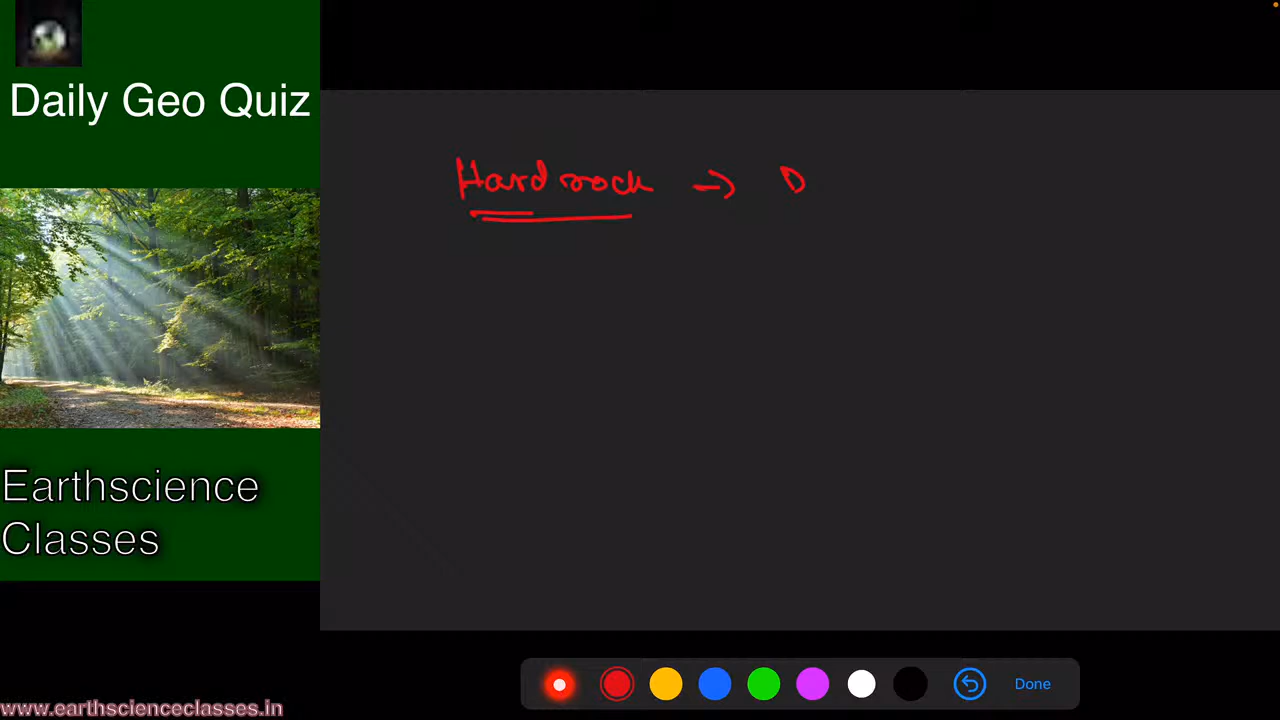 Daily Geo Quiz
Hard rock → D
Earthscience
Classes
Done
www.earthscienceclasses.in